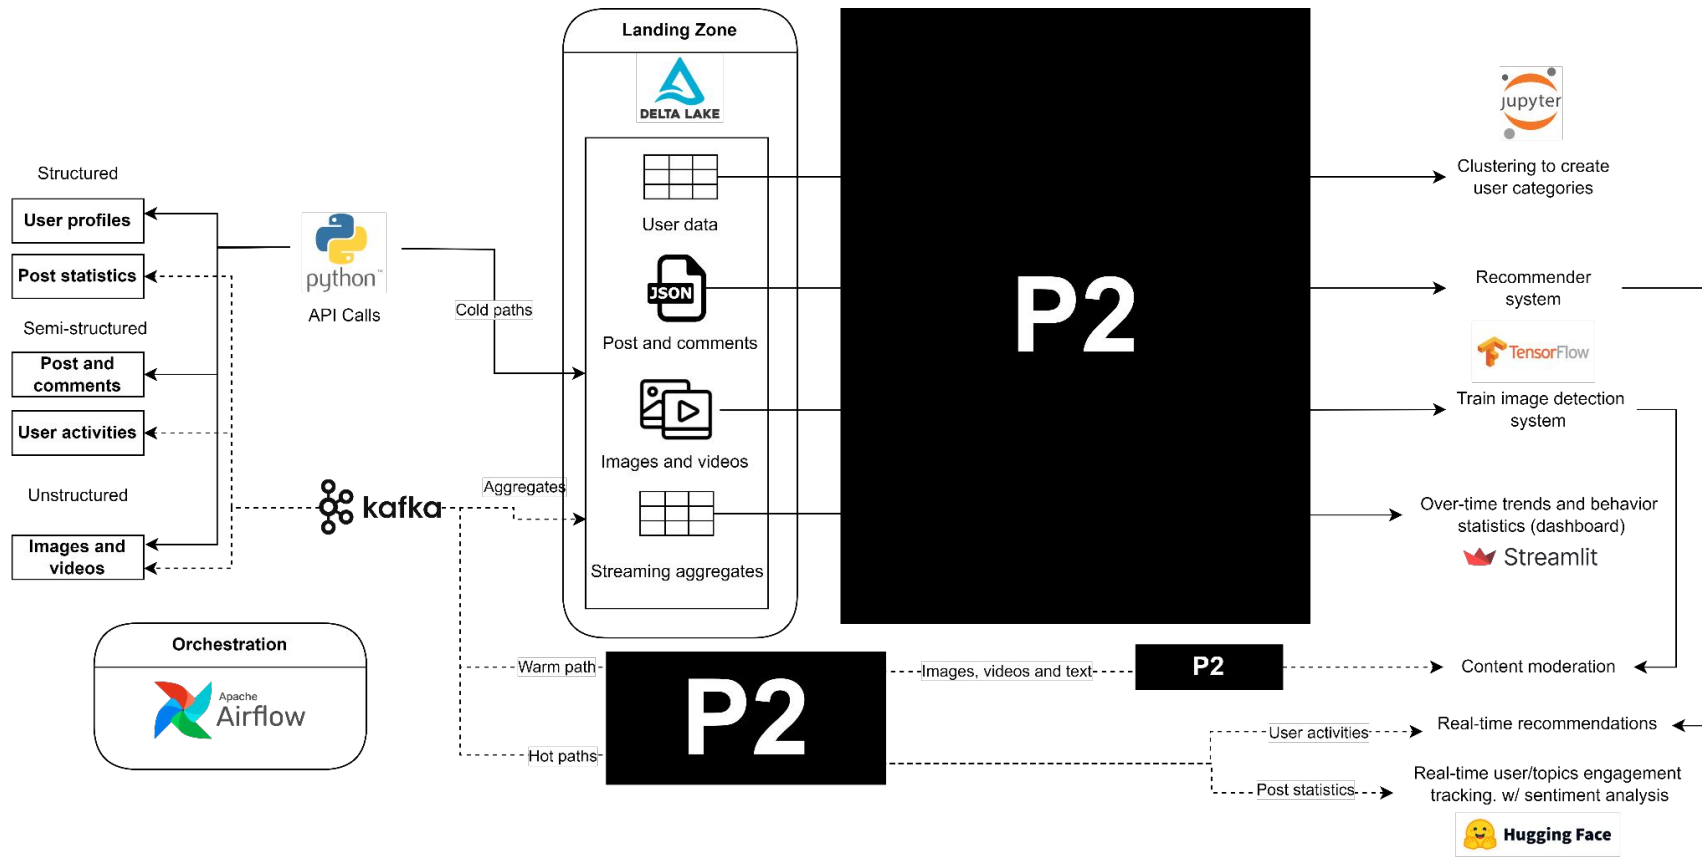 Landing Zone
DELTA LAKE
Structured
User profiles
Post statistics
Semi-structured
Post and
comments
User activities
Unstructured
Images and
videos
python™
API Calls
Cold paths
kafka
Aggregates
User data
JSON
Post and comments
Images and videos
Streaming aggregates
P2
jupyter
Clustering to create
user categories
Recommender
system
TensorFlow
Train image detection
system
Over-time trends and behavior
statistics (dashboard)
Streamlit
Orchestration
Apache
Airflow
Warm path
Hot paths
P2
Images, videos and text
P2
Content moderation
User activities
Real-time recommendations
Post statistics
Real-time user/topics engagement
tracking. w/ sentiment analysis
Hugging Face